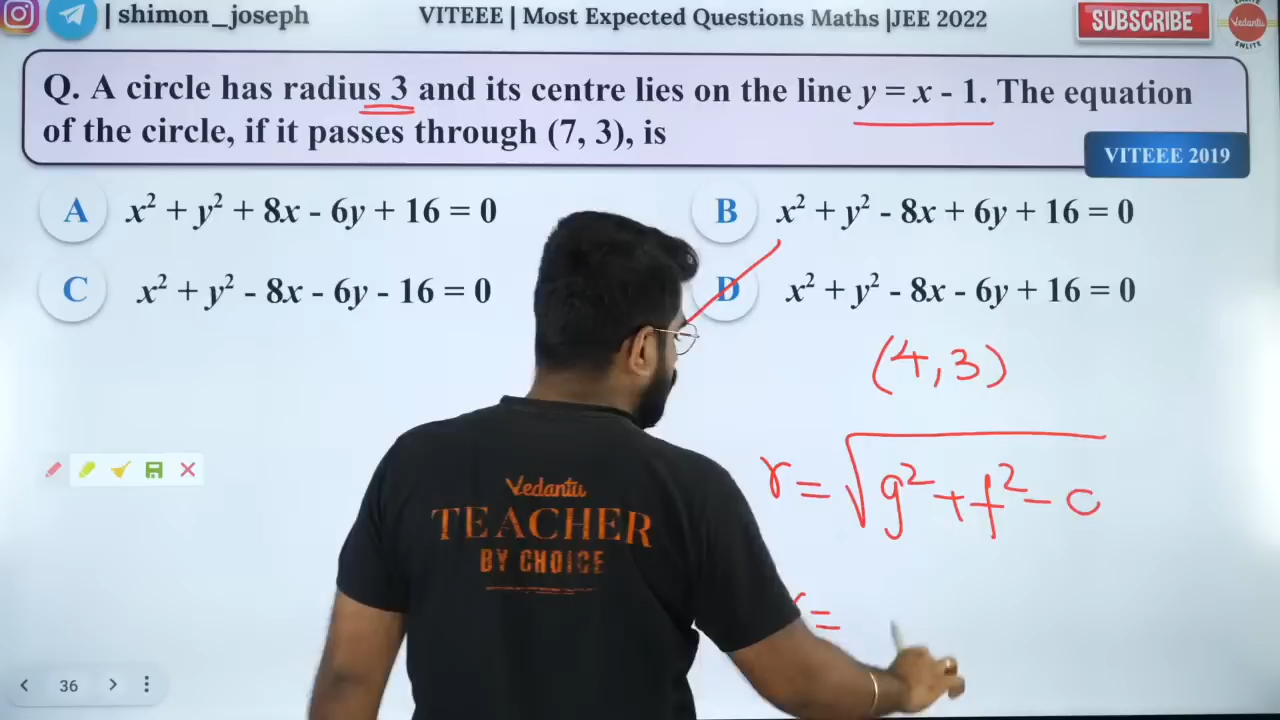 | shimon_joseph
VITEEE | Most Expected Questions Maths |JEE 2022
SUBSCRIBE
Vedantu
ENLITE
Q. A circle has radius 3 and its centre lies on the line y = x - 1. The equation
of the circle, if it passes through (7, 3), is
VITEEE 2019
A x² + y² + 8x - 6y + 16 = 0
B x² + y² - 8x + 6y + 16 = 0
C x² + y² - 8x - 6y - 16 = 0
D x² + y² - 8x - 6y + 16 = 0
(4,3)
r = √g² + f² - c
r =
Vedantu
TEACHER
BY CHOICE
36